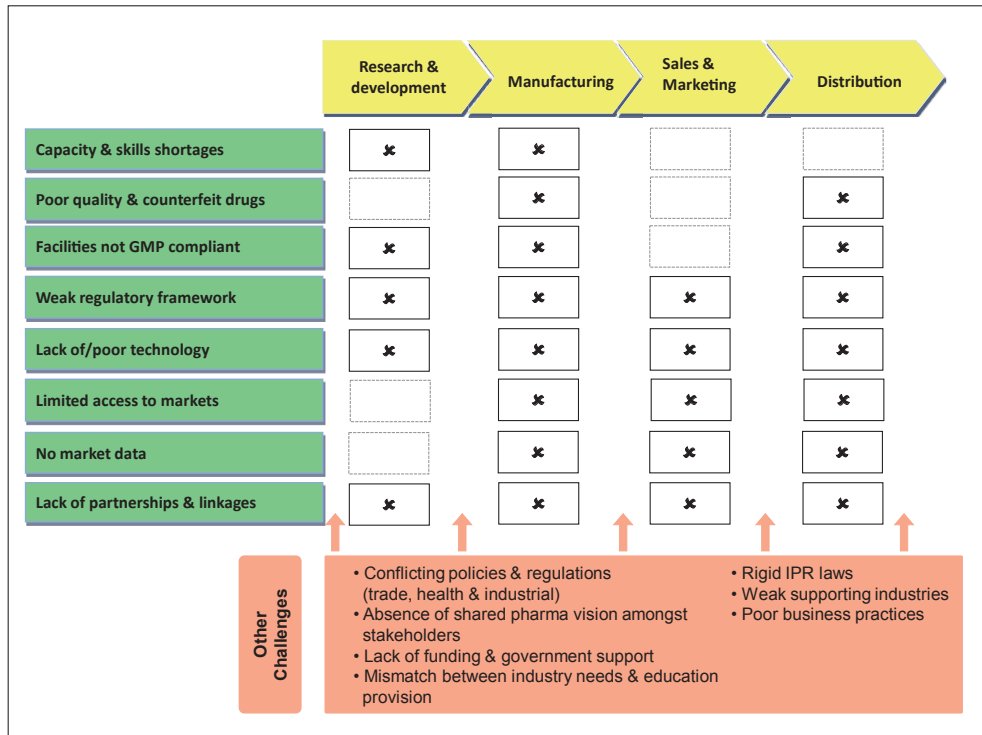 Research &
development
Manufacturing
Sales &
Marketing
Distribution
Capacity & skills shortages
Poor quality & counterfeit drugs
Facilities not GMP compliant
Weak regulatory framework
Lack of/poor technology
Limited access to markets
No market data
Lack of partnerships & linkages
Other
Challenges
• Conflicting policies & regulations
(trade, health & industrial)
• Absence of shared pharma vision amongst
stakeholders
• Lack of funding & government support
• Mismatch between industry needs & education
provision
• Rigid IPR laws
• Weak supporting industries
• Poor business practices